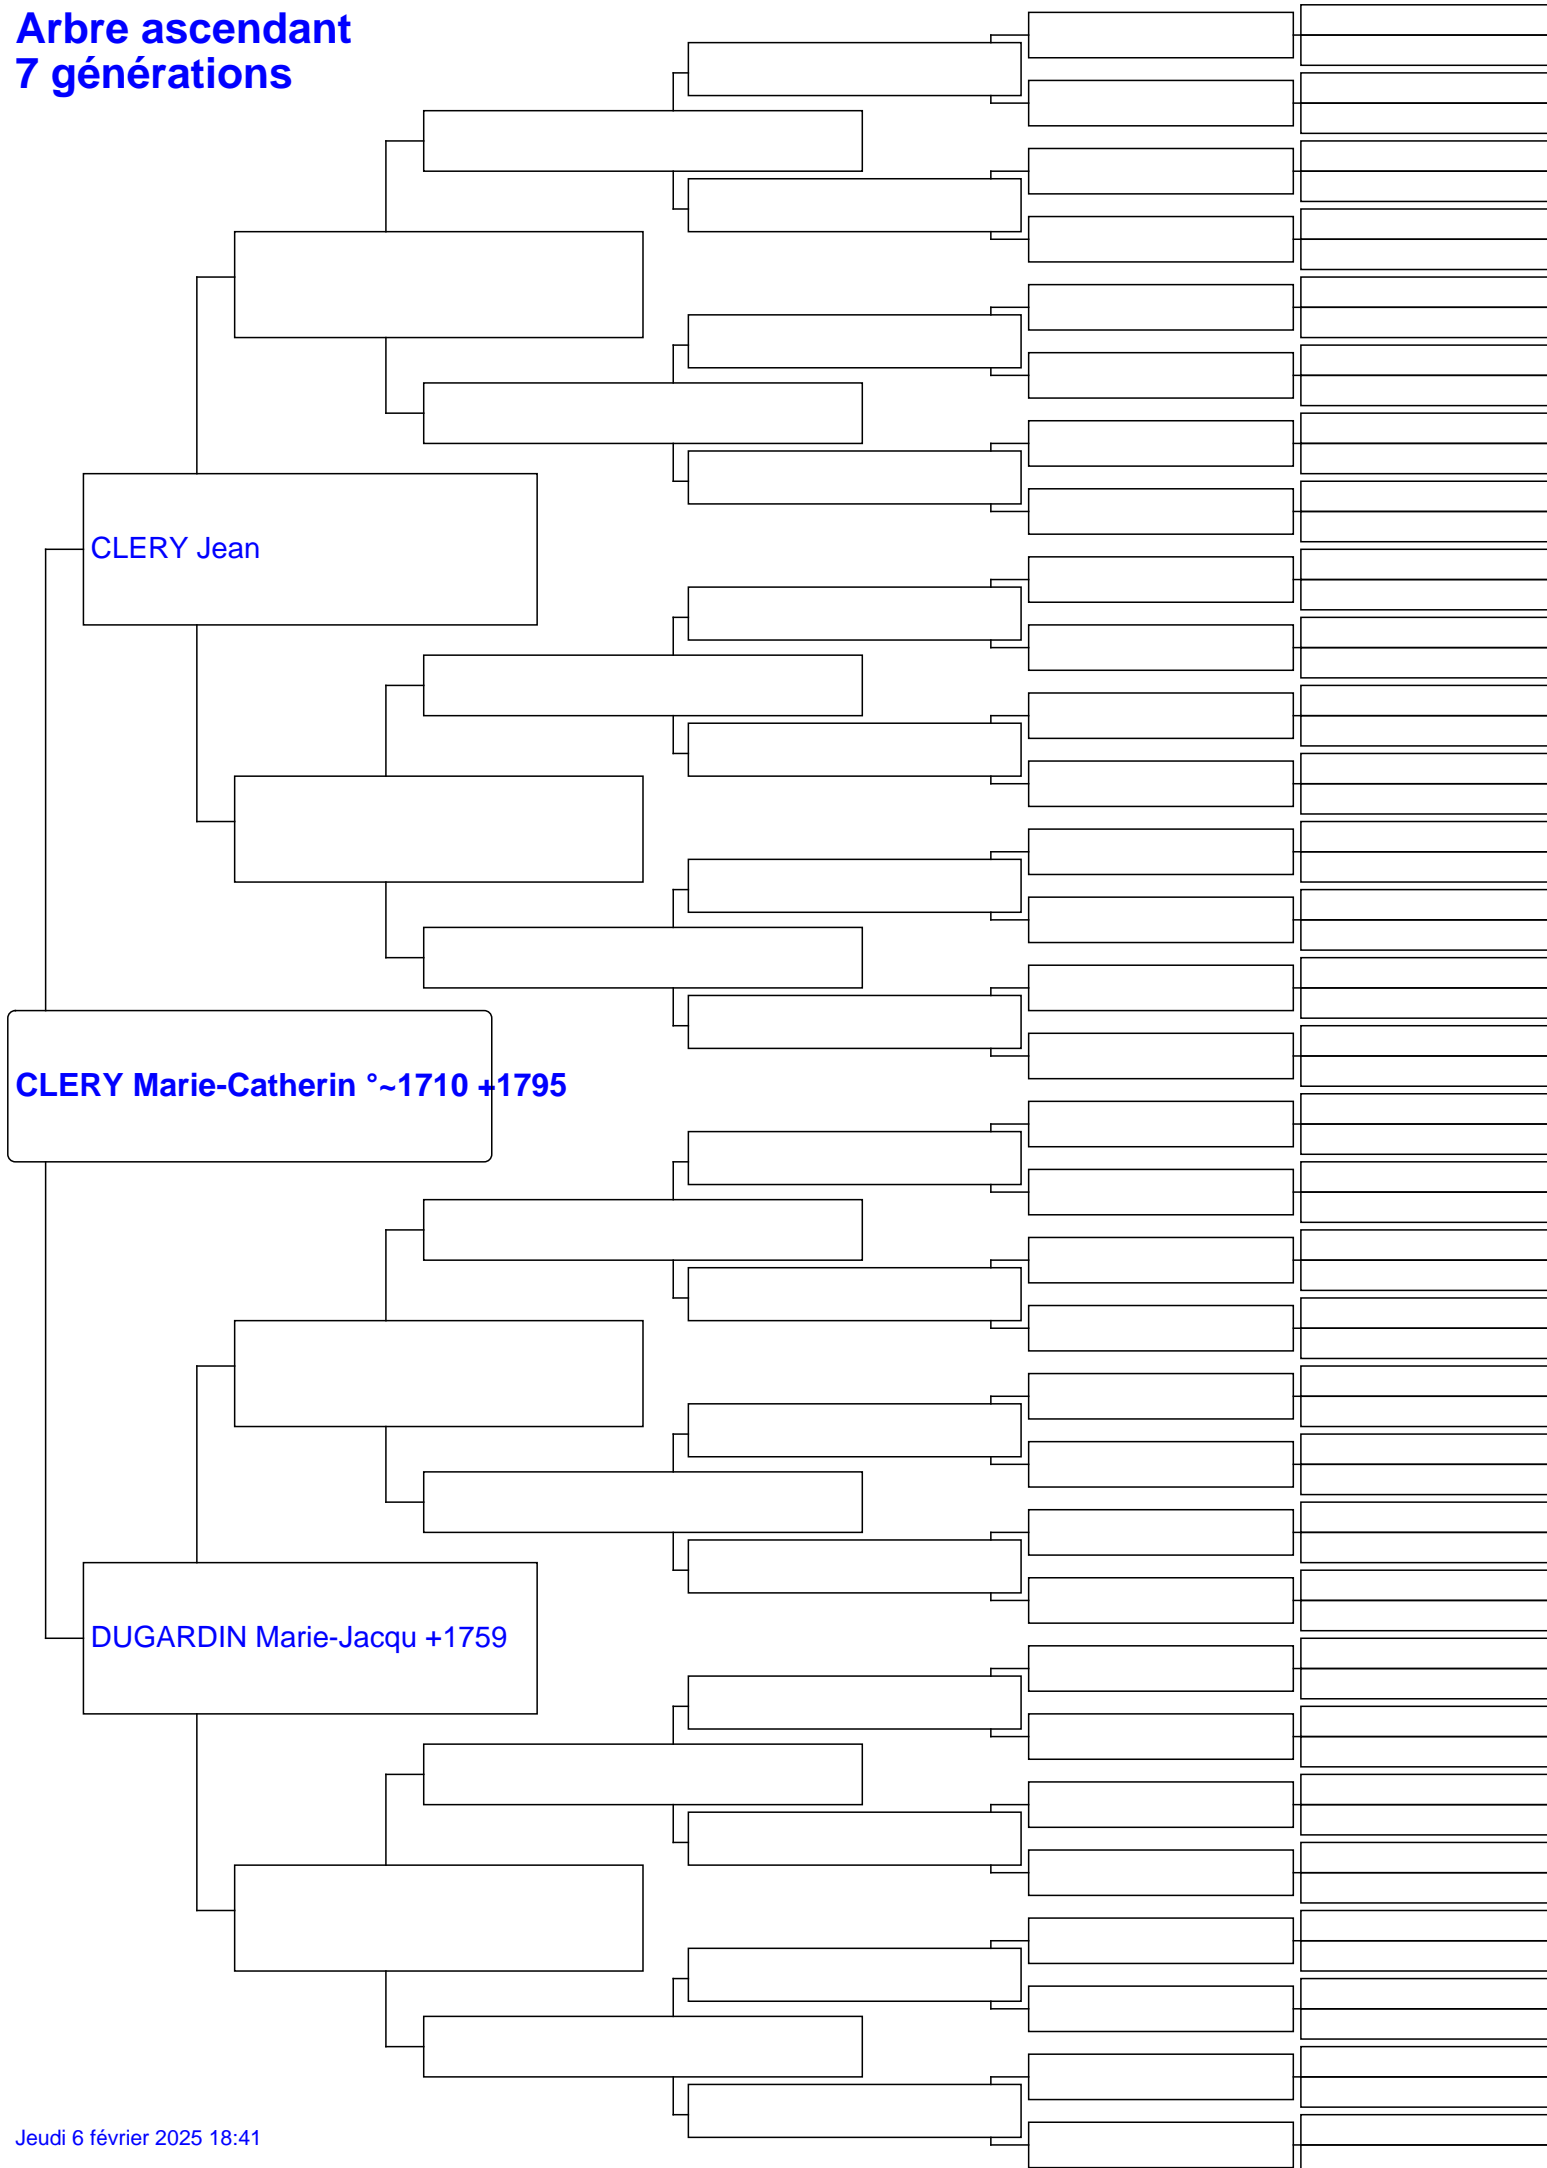 Arbre ascendant
7 générations
CLERY Jean
CLERY Marie-Catherin °~1710 +1795
DUGARDIN Marie-Jacqu +1759
Jeudi 6 février 2025 18:41